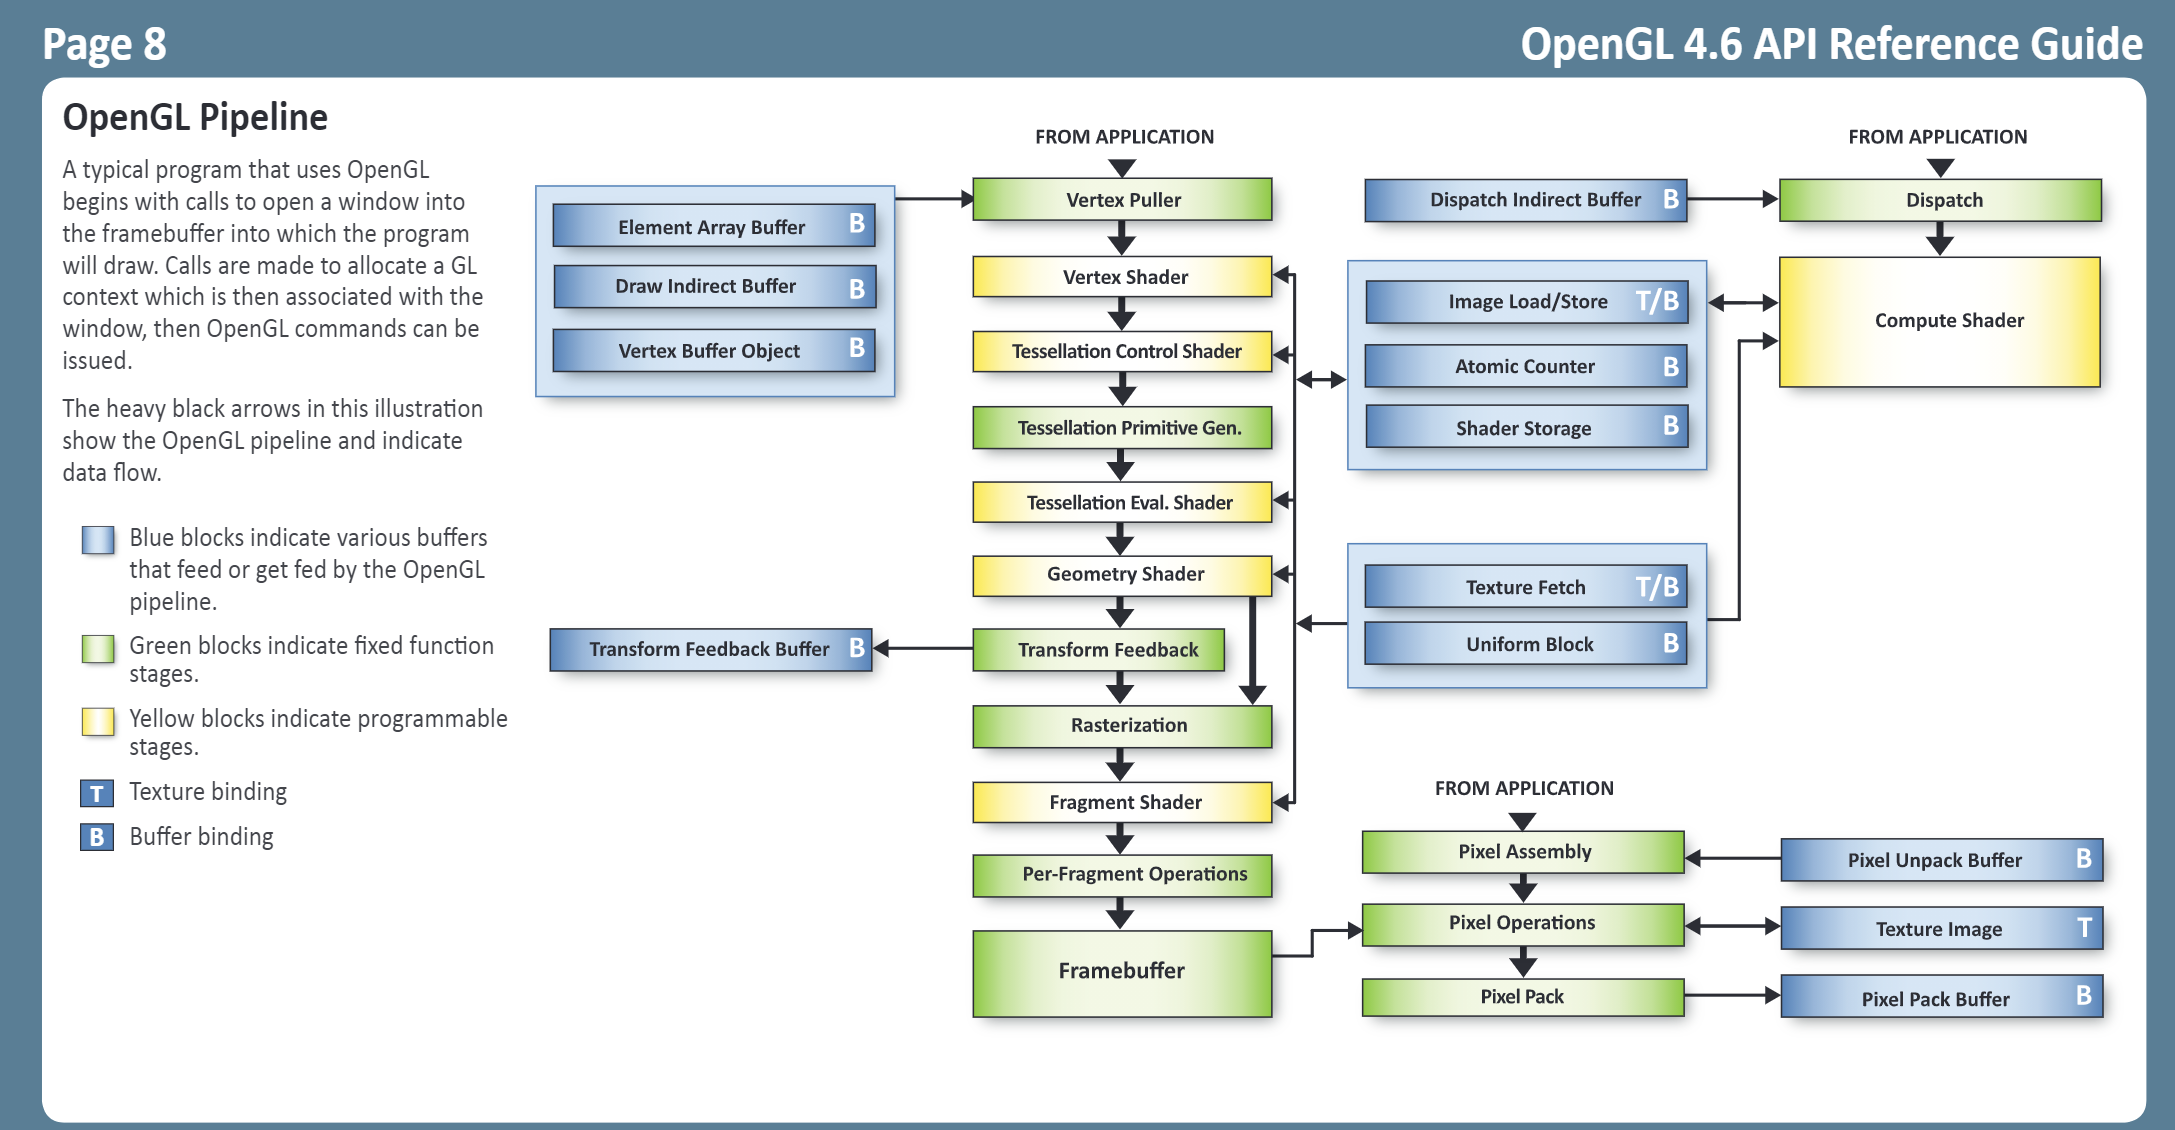 Page 8
OpenGL 4.6 API Reference Guide
OpenGL Pipeline
A typical program that uses OpenGL
begins with calls to open a window into
the framebuffer into which the program
will draw. Calls are made to allocate a GL
context which is then associated with the
window, then OpenGL commands can be
issued.
The heavy black arrows in this illustration
show the OpenGL pipeline and indicate
data flow.
Blue blocks indicate various buffers
that feed or get fed by the OpenGL
pipeline.
Green blocks indicate fixed function
stages.
Yellow blocks indicate programmable
stages.
T Texture binding
B Buffer binding
Element Array Buffer B
Draw Indirect Buffer B
Vertex Buffer Object B
Transform Feedback Buffer B
FROM APPLICATION
Vertex Puller
Vertex Shader
Tessellation Control Shader
Tessellation Primitive Gen.
Tessellation Eval. Shader
Geometry Shader
Transform Feedback
Rasterization
Fragment Shader
Per-Fragment Operations
Framebuffer
Dispatch Indirect Buffer B
Image Load/Store T/B
Atomic Counter B
Shader Storage B
Texture Fetch T/B
Uniform Block B
FROM APPLICATION
Dispatch
Compute Shader
FROM APPLICATION
Pixel Assembly
Pixel Operations
Pixel Pack
Pixel Unpack Buffer B
Texture Image T
Pixel Pack Buffer B